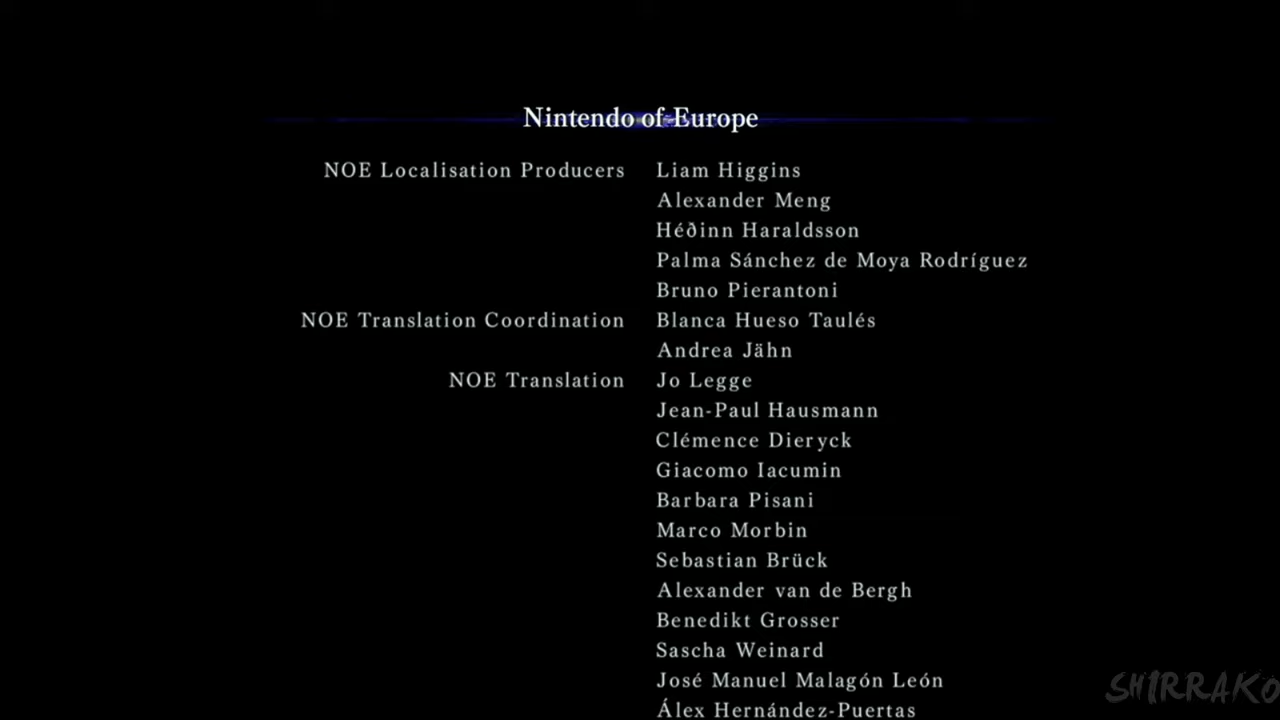 Nintendo of Europe
NOE Localisation Producers Liam Higgins
Alexander Meng
Héðinn Haraldsson
Palma Sánchez de Moya Rodríguez
Bruno Pierantoni
NOE Translation Coordination Blanca Hueso Taulés
Andrea Jähn
NOE Translation Jo Legge
Jean-Paul Hausmann
Clémence Dieryck
Giacomo Iacumin
Barbara Pisani
Marco Morbin
Sebastian Brück
Alexander van de Bergh
Benedikt Grosser
Sascha Weinard
José Manuel Malagón León
Álex Hernández-Puertas
SHIRRAKO